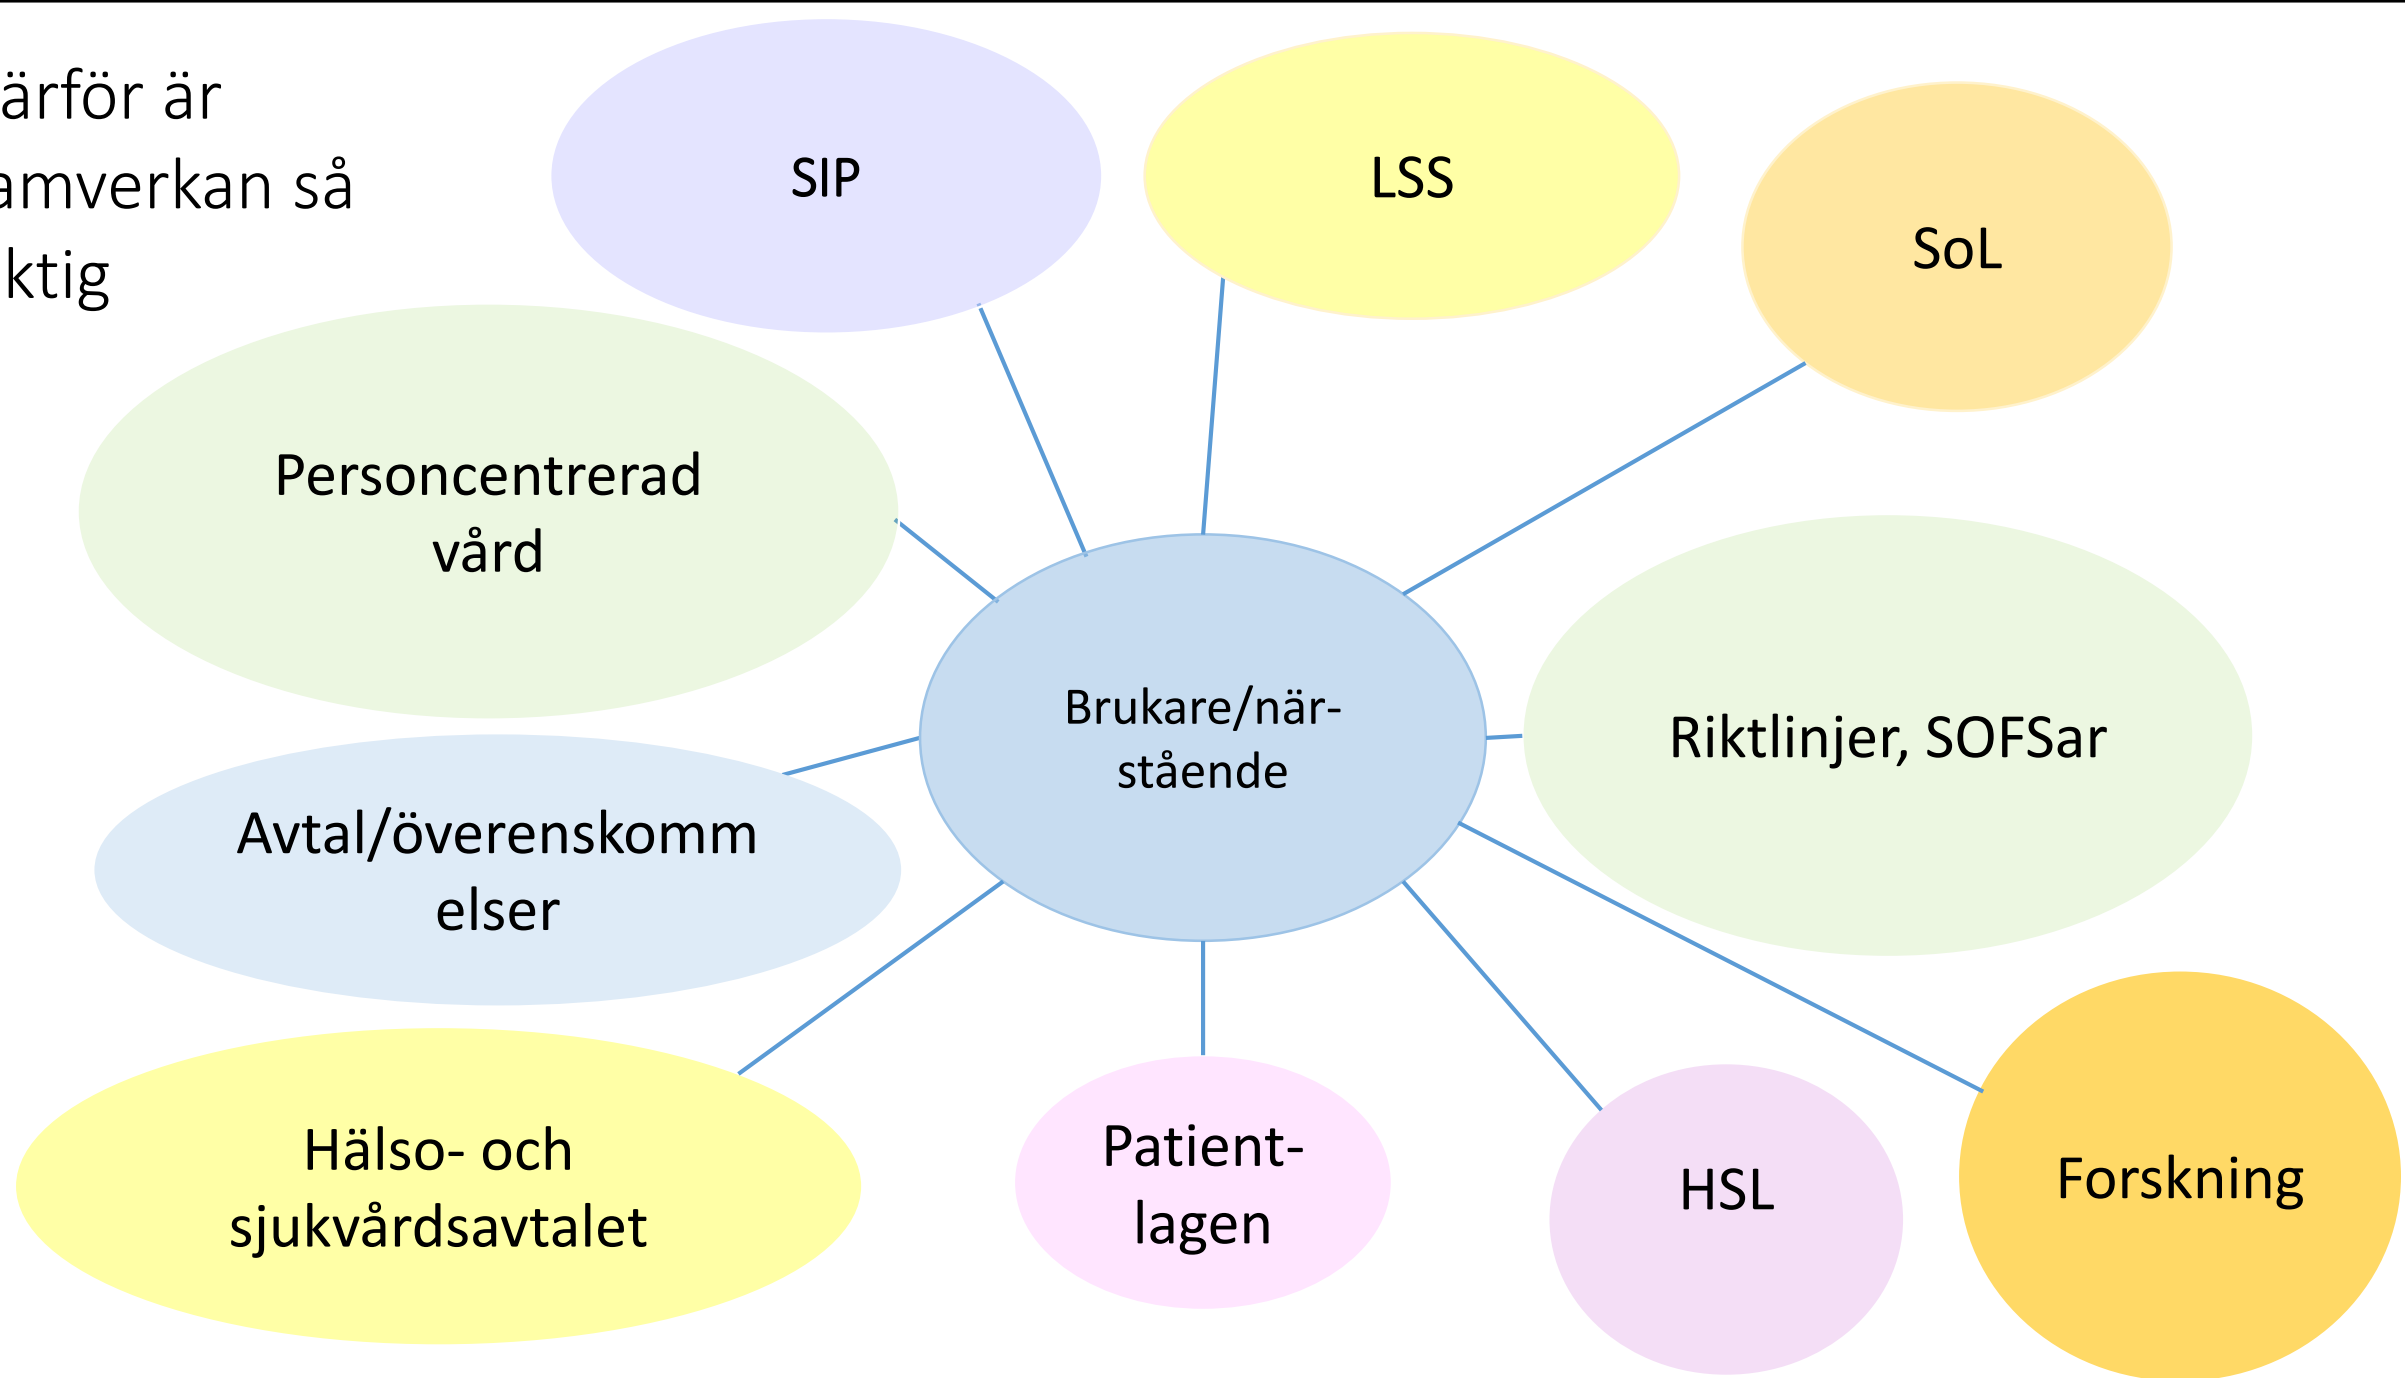 ärför är
amverkan så
ktig
SIP
LSS
SoL
Personcentrerad
vård
Brukare/när-
stående
Riktlinjer, SOFSar
Avtal/överenskomm
elser
Hälso- och
sjukvårdsavtalet
Patient-
lagen
HSL
Forskning